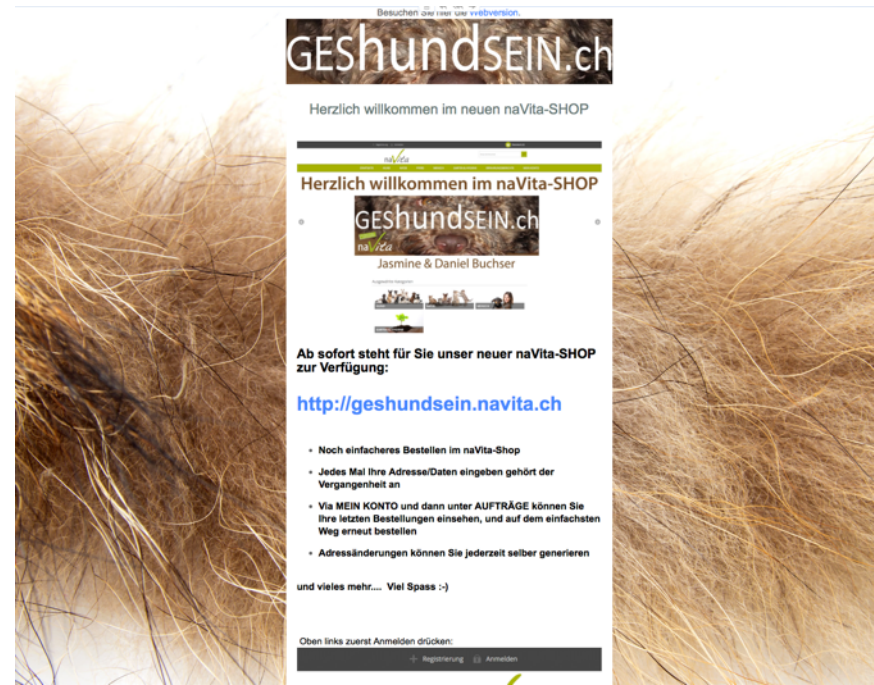 Besuchen Sie hier die Webversion.
GEShundSEIN.ch
Herzlich willkommen im neuen naVita-SHOP
naVita
Herzlich willkommen im naVita-SHOP
GEShundSEIN.ch
naVita
Jasmine & Daniel Buchser
Ausgewählte Kategorien
Ab sofort steht für Sie unser neuer naVita-SHOP
zur Verfügung:
http://geshundsein.navita.ch
Noch einfacheres Bestellen im naVita-Shop
Jedes Mal Ihre Adresse/Daten eingeben gehört der
Vergangenheit an
Via MEIN KONTO und dann unter AUFTRÄGE können Sie
Ihre letzten Bestellungen einsehen, und auf dem einfachsten
Weg erneut bestellen
Adressänderungen können Sie jederzeit selber generieren
und vieles mehr.... Viel Spass :-)
Oben links zuerst Anmelden drücken:
Registrierung Anmelden